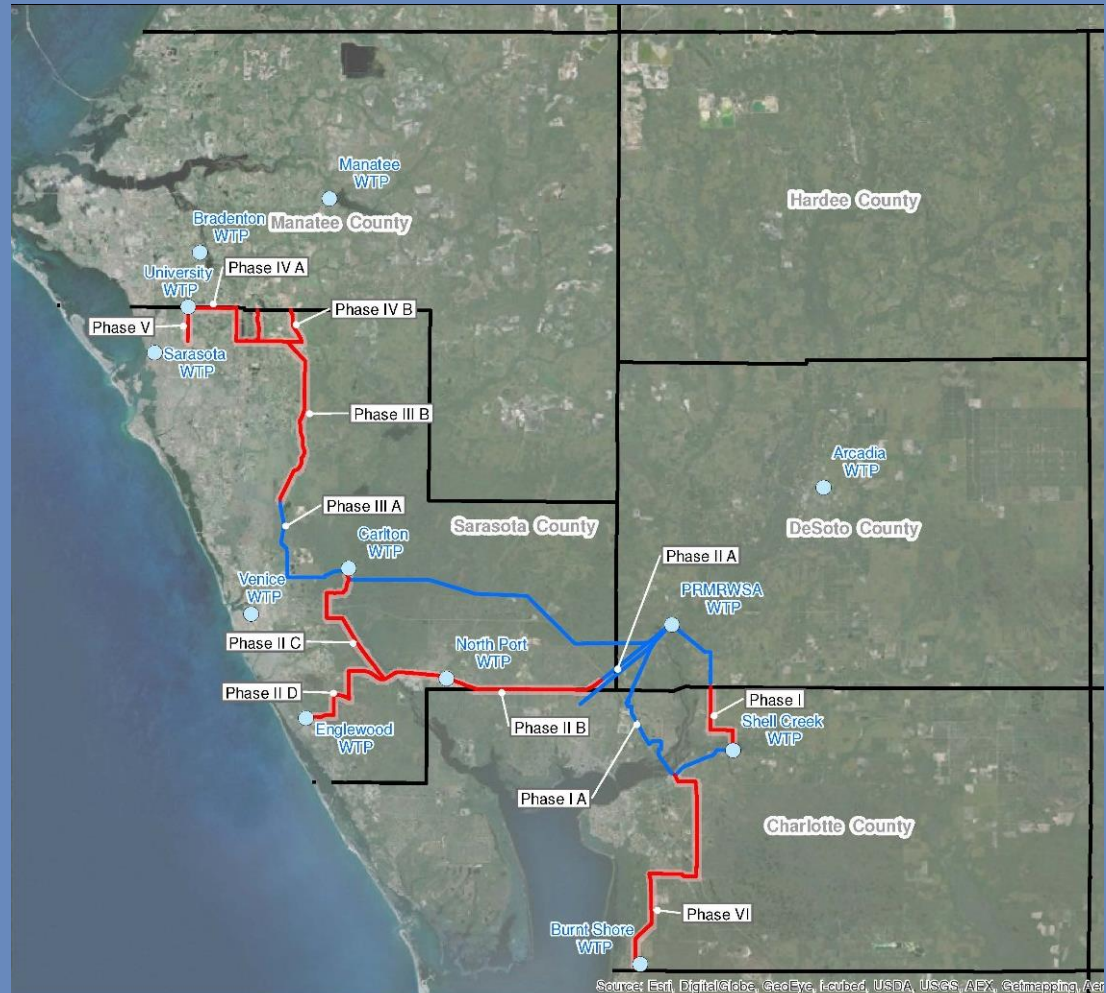 Manatee
WTP
Hardee County
Bradenton
WTP
Manatee County
University
WTP
Phase IV A
Phase IV B
Phase V
Sarasota
WTP
Phase III B
Arcadia
WTP
Phase III A
Sarasota County
DeSoto County
Carlton
WTP
Phase II A
Venice
WTP
PRMRWSA
WTP
Phase II C
North Port
WTP
Phase II D
Phase I
Englewood
WTP
Phase II B
Shell Creek
WTP
Phase I A
Charlotte County
Phase VI
Burnt Shore
WTP
Source: Esri, DigitalGlobe, GeoEye, i-cubed, USDA, USGS, AEX, Getmapping, Aer